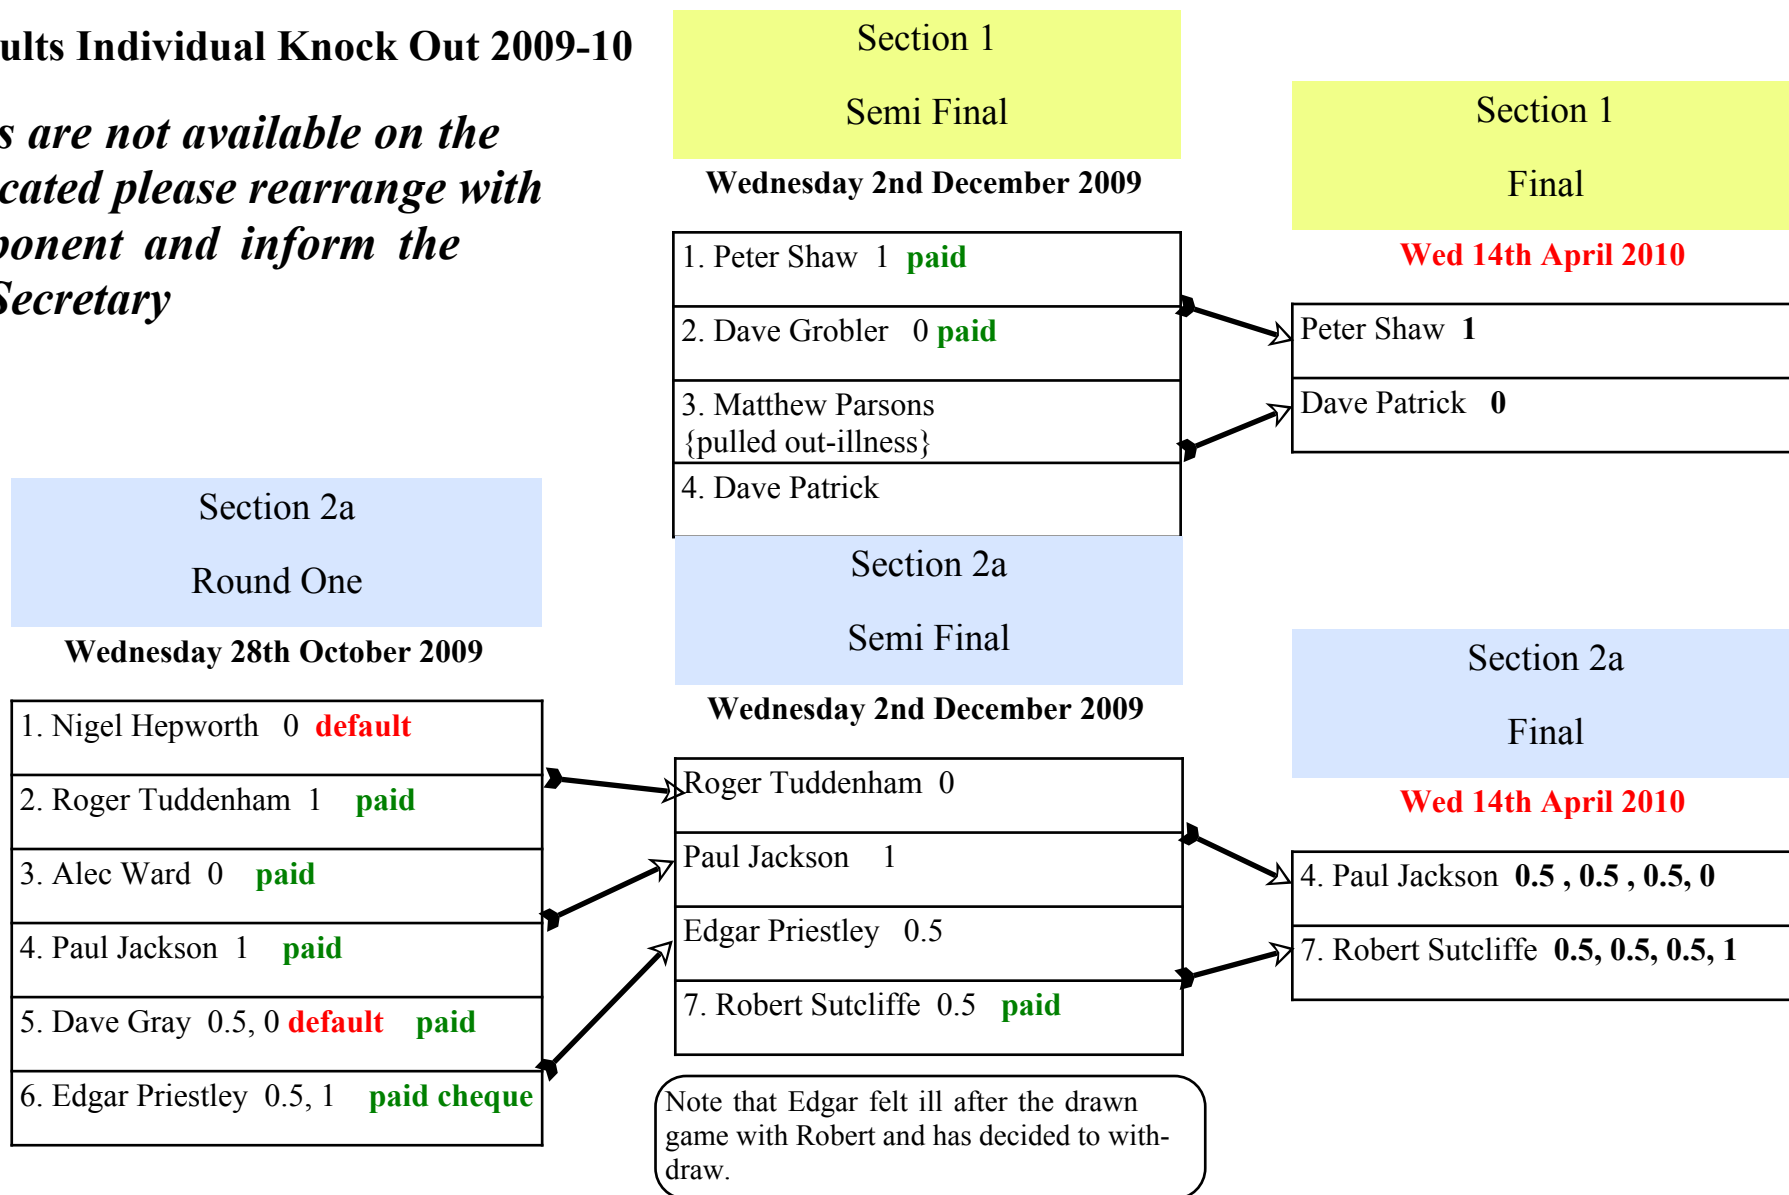 ults Individual Knock Out 2009-10
s are not available on the
cated please rearrange with
ponent and inform the
Secretary
Section 1
Semi Final
Wednesday 2nd December 2009
1. Peter Shaw 1 paid
2. Dave Grobler 0 paid
3. Matthew Parsons
{pulled out-illness}
4. Dave Patrick
Section 1
Final
Wed 14th April 2010
Peter Shaw 1
Dave Patrick 0
Section 2a
Round One
Wednesday 28th October 2009
1. Nigel Hepworth 0 default
2. Roger Tuddenham 1 paid
3. Alec Ward 0 paid
4. Paul Jackson 1 paid
5. Dave Gray 0.5, 0 default paid
6. Edgar Priestley 0.5, 1 paid cheque
Section 2a
Semi Final
Wednesday 2nd December 2009
Roger Tuddenham 0
Paul Jackson 1
Edgar Priestley 0.5
7. Robert Sutcliffe 0.5 paid
Note that Edgar felt ill after the drawn
game with Robert and has decided to with-
draw.
Section 2a
Final
Wed 14th April 2010
4. Paul Jackson 0.5 , 0.5 , 0.5, 0
7. Robert Sutcliffe 0.5, 0.5, 0.5, 1